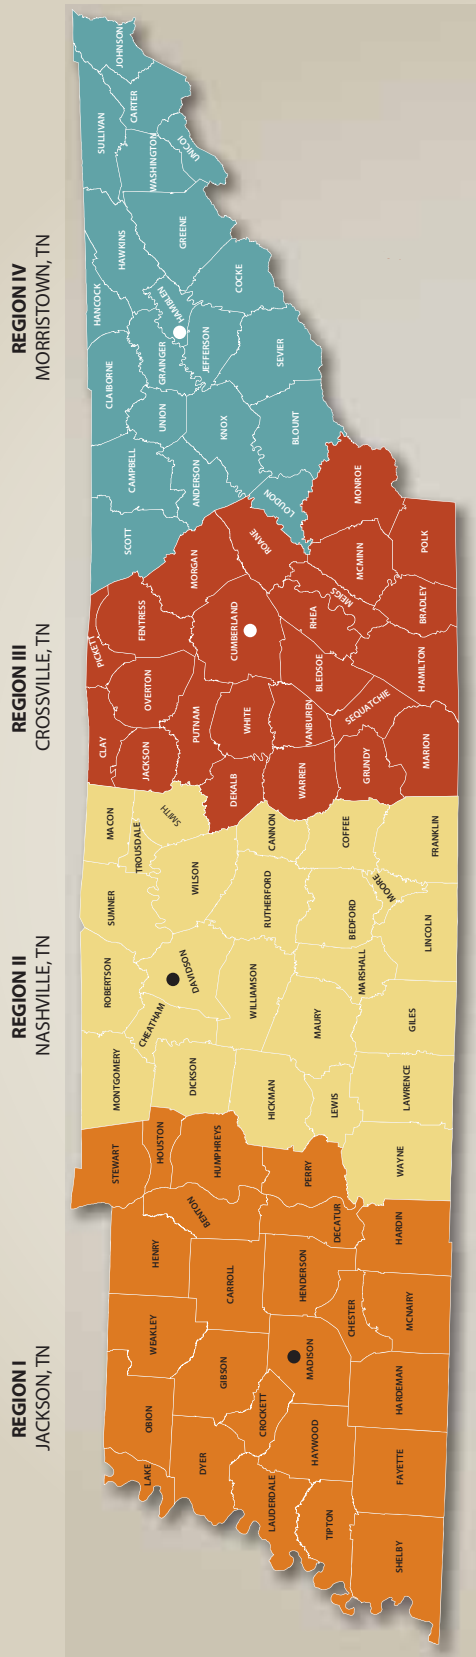 REGION I
JACKSON, TN
REGION II
NASHVILLE, TN
REGION III
CROSSVILLE, TN
REGION IV
MORRISTOWN, TN
LAKE
OBION
WEAKLEY
HENRY
STEWART
HOUSTON
HUMPHREYS
BENTON
CARROLL
GIBSON
DYER
CROCKETT
LAUDERDALE
HAYWOOD
MADISON
HENDERSON
DECATUR
PERRY
TIPTON
CHESTER
SHELBY
FAYETTE
HARDEMAN
MCNAIRY
HARDIN
MONTGOMERY
ROBERTSON
SUMNER
MACON
TROUSDALE
SMITH
CHEATHAM
DICKSON
DAVIDSON
WILSON
HICKMAN
WILLIAMSON
RUTHERFORD
CANNON
LEWIS
MAURY
MARSHALL
BEDFORD
COFFEE
MOORE
WAYNE
LAWRENCE
GILES
LINCOLN
FRANKLIN
CLAY
PICKETT
JACKSON
OVERTON
FENTRESS
PUTNAM
MORGAN
DEKALB
WHITE
CUMBERLAND
ROANE
WARREN
VANBUREN
BLEDSOE
RHEA
MEIGS
MCMINN
MONROE
GRUNDY
SEQUATCHIE
MARION
HAMILTON
BRADLEY
POLK
SCOTT
CAMPBELL
CLAIBORNE
HANCOCK
HAWKINS
SULLIVAN
JOHNSON
CARTER
WASHINGTON
UNICOI
GREENE
HAMBLEN
GRAINGER
UNION
ANDERSON
KNOX
JEFFERSON
COCKE
SEVIER
BLOUNT
LOUDON